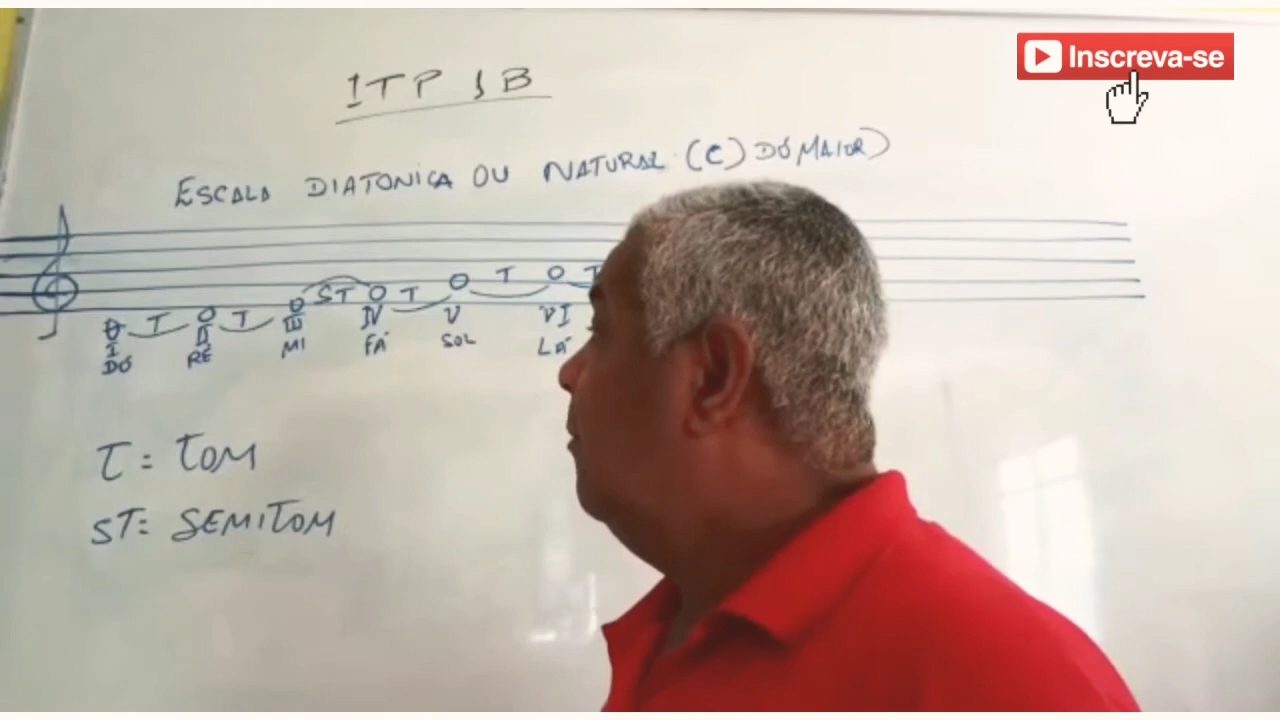 Inscreva-se
ITP 1B
ESCALA DIATONICA OU NATURAL (C) DÓ MAIOR)
T T ST T T T
I II III IV V VI
DÓ RÉ MI FÁ SOL LÁ
T = TOM
ST = SEMITOM